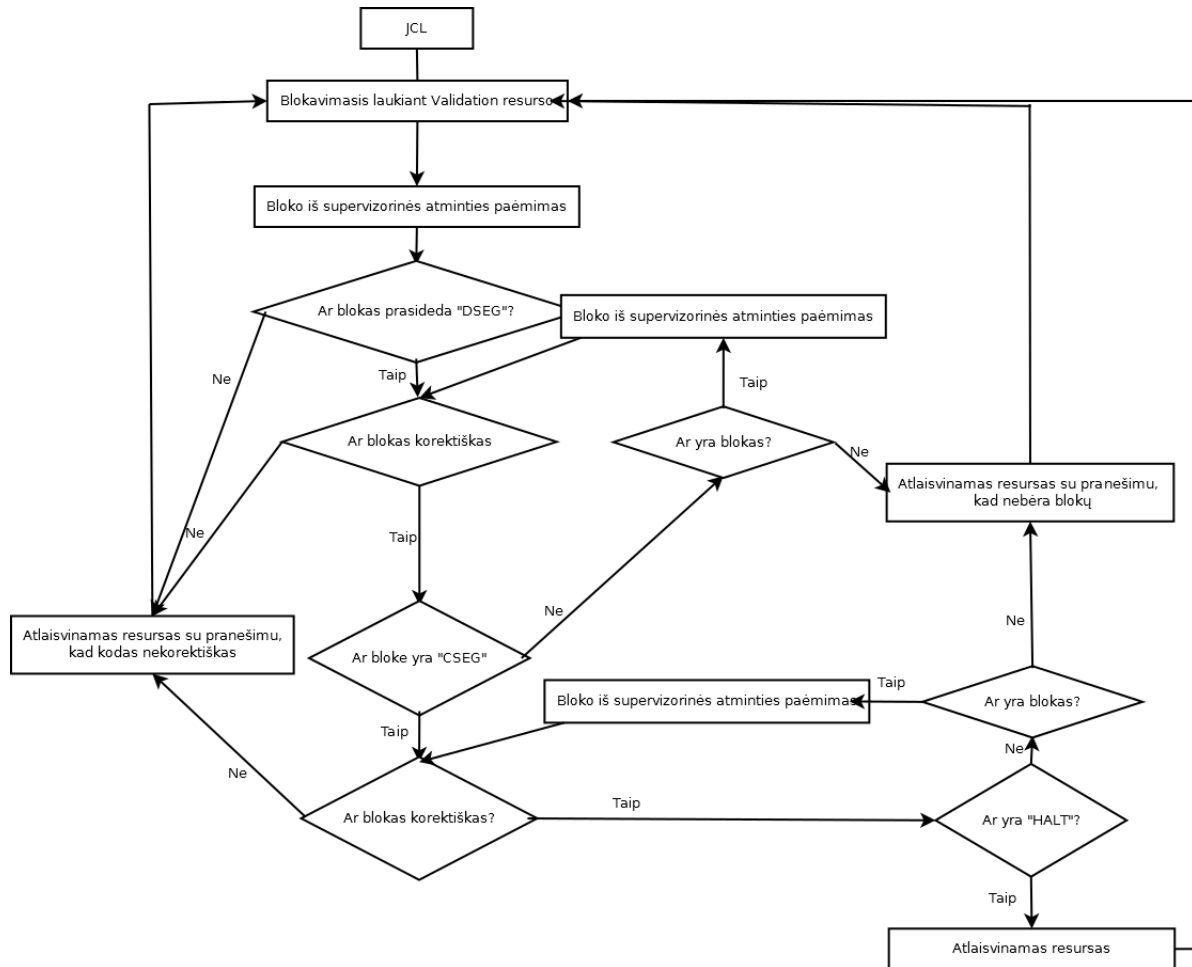 JCL
Blokavimasis laukiant Validation resurso
Bloko iš supervizorinės atminties paėmimas
Ar blokas prasideda "DSEG"?
Bloko iš supervizorinės atminties paėmimas
Ne
Taip
Taip
Ar blokas korektiškas
Ar yra blokas?
Ne
Atlaisvinamas resursas su pranešimu,
kad nebėra blokų
Ne
Taip
Ne
Atlaisvinamas resursas su pranešimu,
kad kodas nekorektiškas
Ar bloke yra "CSEG"
Ne
Taip
Bloko iš supervizorinės atminties paėmimas
Taip
Ar yra blokas?
Ne
Ne
Ar blokas korektiškas?
Taip
Ar yra "HALT"?
Taip
Atlaisvinamas resursas